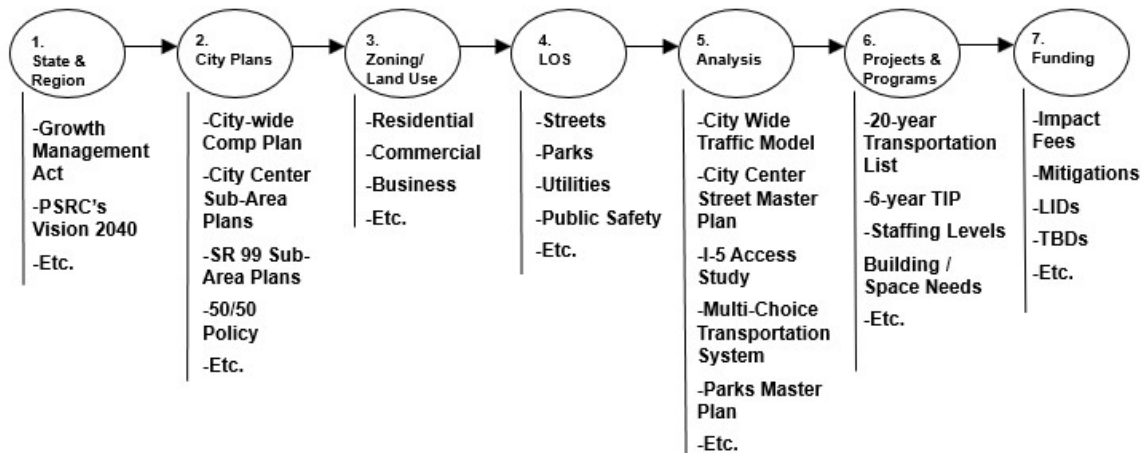 1.
State &
Region
-Growth
Management
Act
-PSRC's
Vision 2040
-Etc.
2.
City Plans
-City-wide
Comp Plan
-City Center
Sub-Area
Plans
-SR 99 Sub-
Area Plans
-50/50
Policy
-Etc.
3.
Zoning/
Land Use
-Residential
-Commercial
-Business
-Etc.
4.
LOS
-Streets
-Parks
-Utilities
-Public Safety
-Etc.
5.
Analysis
-City Wide
Traffic Model
-City Center
Street Master
Plan
-I-5 Access
Study
-Multi-Choice
Transportation
System
-Parks Master
Plan
-Etc.
6.
Projects &
Programs
-20-year
Transportation
List
-6-year TIP
-Staffing Levels
Building /
Space Needs
-Etc.
7.
Funding
-Impact
Fees
-Mitigations
-LIDs
-TBDs
-Etc.